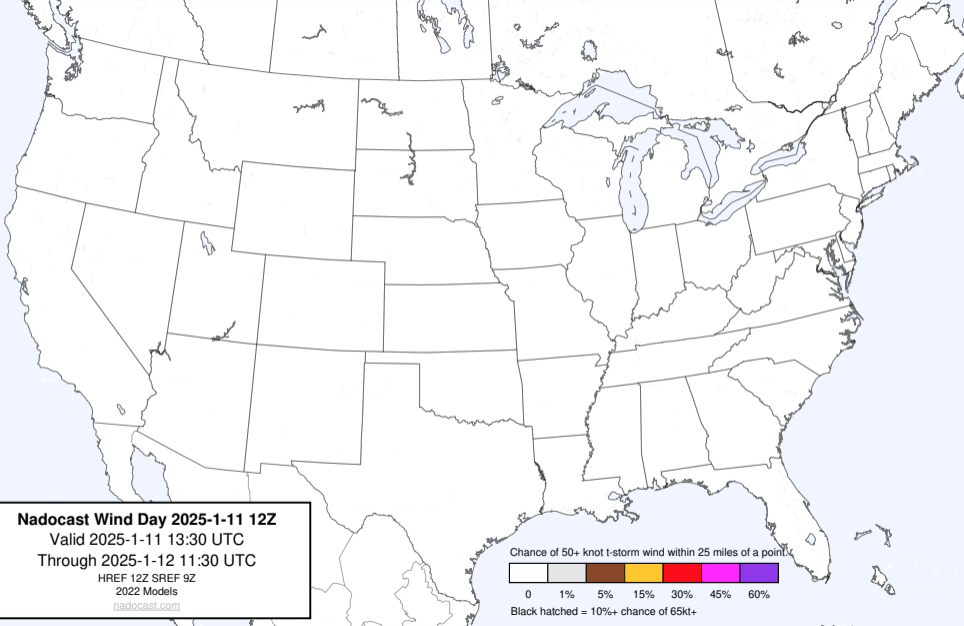 Nadocast Wind Day 2025-1-11 12Z
Valid 2025-1-11 13:30 UTC
Through 2025-1-12 11:30 UTC
HREF 12Z SREF 9Z
2022 Models
nadocast.com
Chance of 50+ knot t-storm wind within 25 miles of a point.
0 1% 5% 15% 30% 45% 60%
Black hatched = 10%+ chance of 65kt+